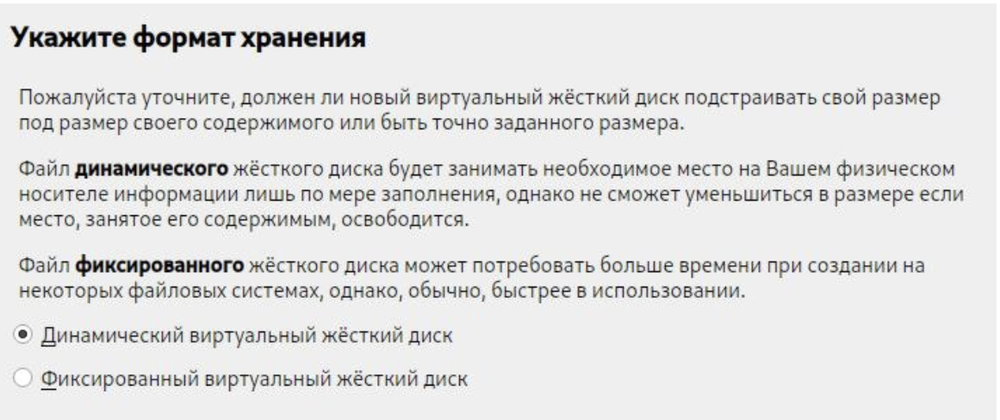 Укажите формат хранения
Пожалуйста уточните, должен ли новый виртуальный жёсткий диск подстраивать свой размер
под размер своего содержимого или быть точно заданного размера.
Файл динамического жёсткого диска будет занимать необходимое место на Вашем физическом
носителе информации лишь по мере заполнения, однако не сможет уменьшиться в размере если
место, занятое его содержимым, освободится.
Файл фиксированного жёсткого диска может потребовать больше времени при создании на
некоторых файловых системах, однако, обычно, быстрее в использовании.
Динамический виртуальный жёсткий диск
Фиксированный виртуальный жёсткий диск